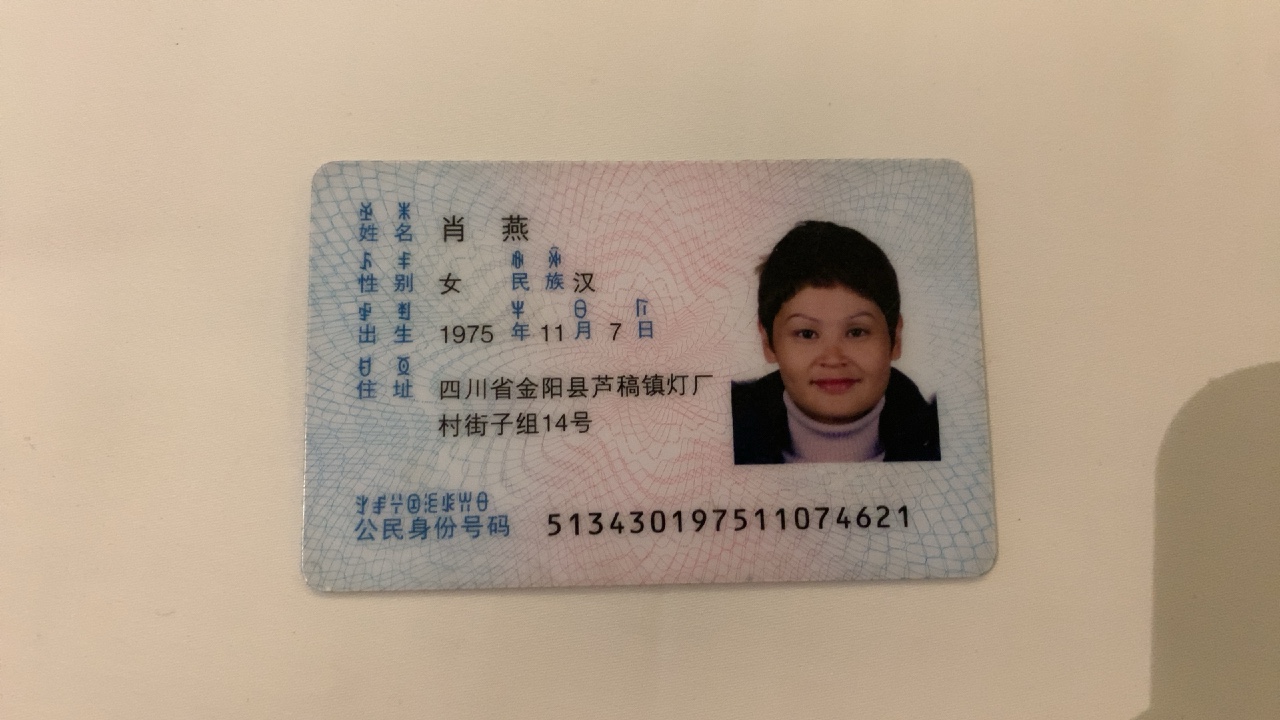 姓名 肖燕
性别 女 民族 汉
出生 1975 年 11 月 7 日
住址 四川省金阳县芦稿镇灯厂
村街子组14号
公民身份号码 513430197511074621